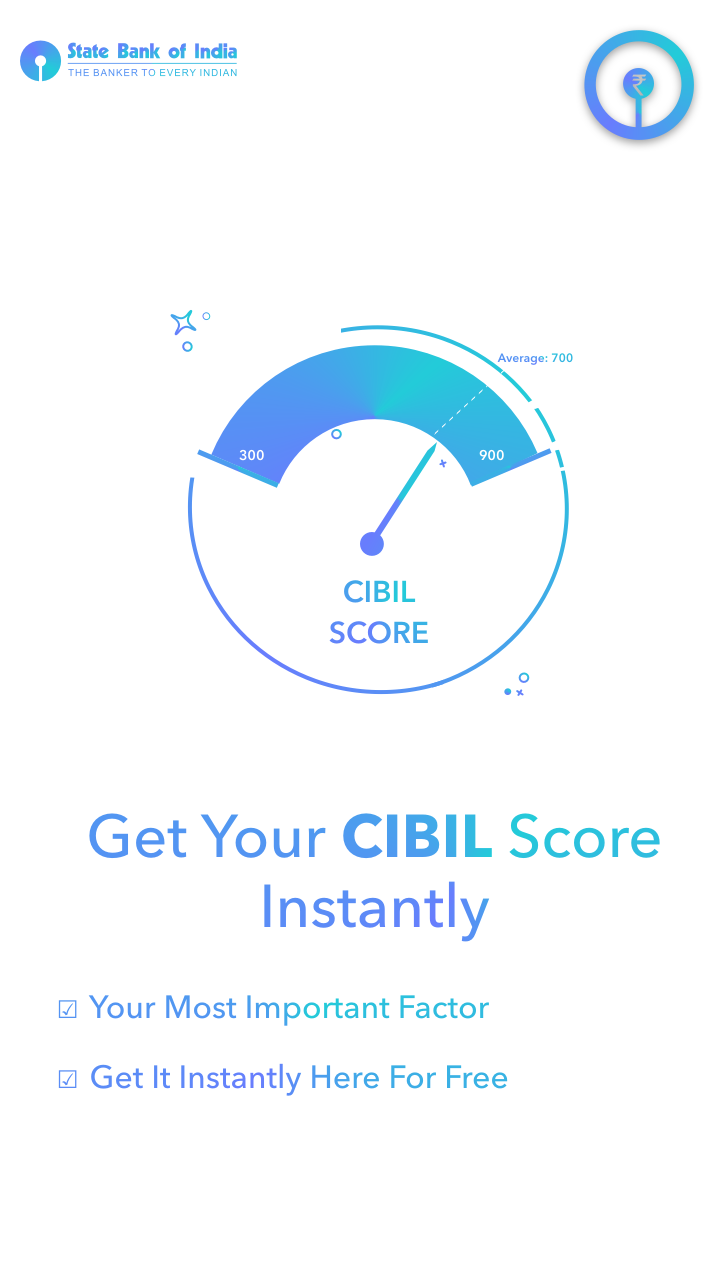 State Bank of India
THE BANKER TO EVERY INDIAN
₹
Average: 700
300
900
CIBIL
SCORE
Get Your CIBIL Score
Instantly
☑ Your Most Important Factor
☑ Get It Instantly Here For Free